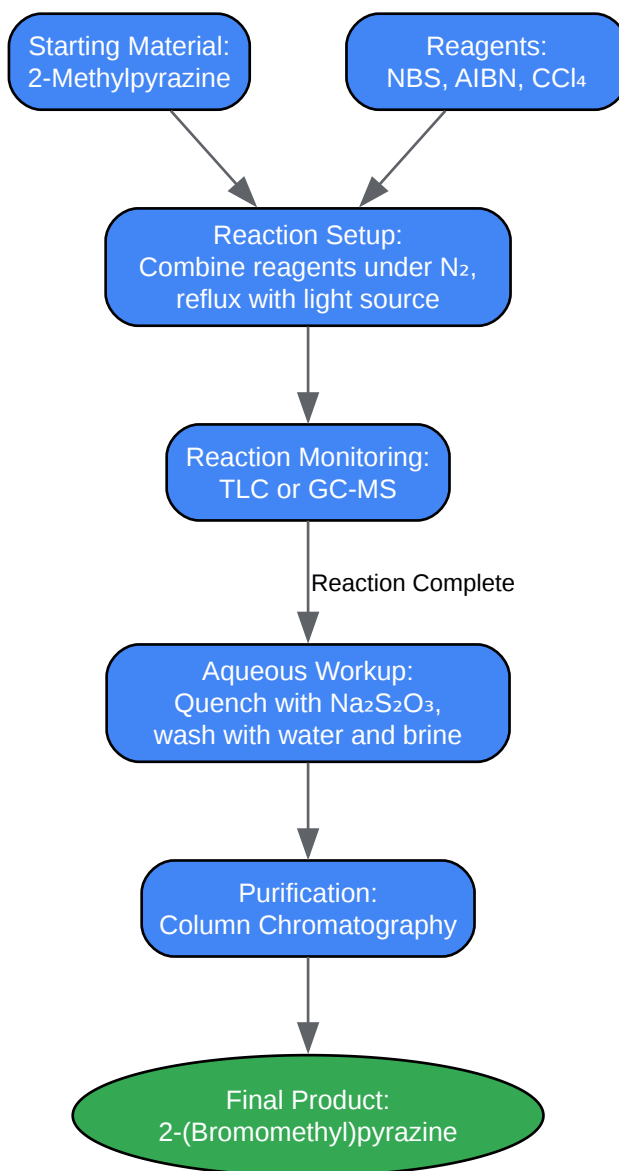 Starting Material:
2-Methylpyrazine
Reagents:
NBS, AIBN, CCl₄
Reaction Setup:
Combine reagents under N₂,
reflux with light source
Reaction Monitoring:
TLC or GC-MS
Reaction Complete
Aqueous Workup:
Quench with Na₂S₂O₃,
wash with water and brine
Purification:
Column Chromatography
Final Product:
2-(Bromomethyl)pyrazine